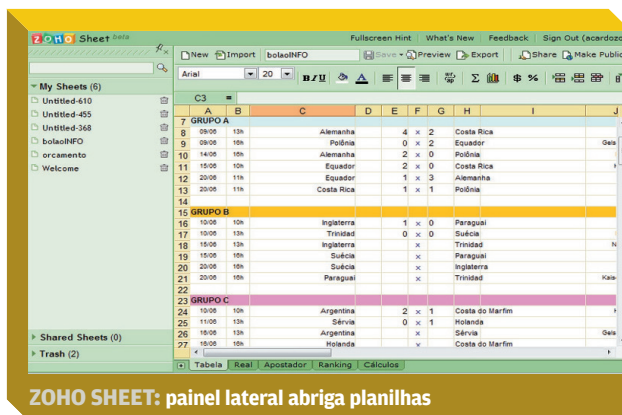 ZOHO Sheet beta
Fullscreen Hint | What's New | Feedback | Sign Out (acardozo
New Import bolaoINFO Save Preview Export Share Make Public
Arial 20 B I U Σ $ %
My Sheets (6)
Untitled-610
Untitled-455
Untitled-368
bolaoINFO
orcamento
Welcome
Shared Sheets (0)
Trash (2)
C3 =
A B C D E F G H I J
7 GRUPO A
8 09/06 13h Alemanha 4 x 2 Costa Rica
9 09/06 16h Polônia 0 x 2 Equador Gels
10 14/06 16h Alemanha 2 x 0 Polônia
11 15/06 10h Equador 2 x 0 Costa Rica
12 20/06 11h Equador 1 x 3 Alemanha
13 20/06 11h Costa Rica 1 x 1 Polônia
14
15 GRUPO B
16 10/06 10h Inglaterra 1 x 0 Paraguai
17 10/06 13h Trinidad 0 x 0 Suécia
18 15/06 13h Inglaterra x Trinidad N
19 15/06 16h Suécia x Paraguai
20 20/06 16h Suécia x Inglaterra
21 20/06 16h Paraguai x Trinidad Kais
22
23 GRUPO C
24 10/06 16h Argentina 2 x 1 Costa do Marfim
25 11/06 13h Sérvia 0 x 1 Holanda
26 16/06 13h Argentina x Sérvia Gels
27 16/06 16h Holanda x Costa do Marfim
Tabela Real Apostador Ranking Cálculos
ZOHO SHEET: painel lateral abriga planilhas